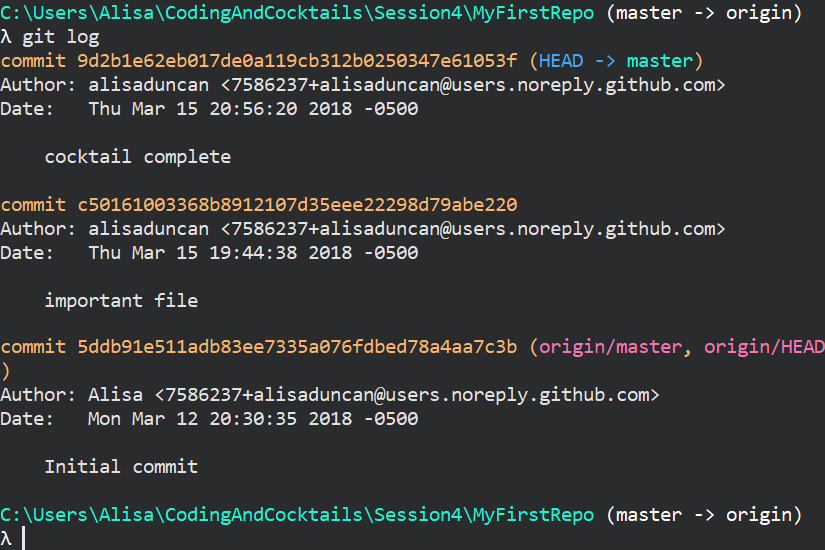 C:\Users\Alisa\CodingAndCocktails\Session4\MyFirstRepo (master -> origin)
λ git log
commit 9d2b1e62eb017de0a119cb312b0250347e61053f (HEAD -> master)
Author: alisaduncan <7586237+alisaduncan@users.noreply.github.com>
Date:   Thu Mar 15 20:56:20 2018 -0500
    cocktail complete
commit c50161003368b8912107d35eee22298d79abe220
Author: alisaduncan <7586237+alisaduncan@users.noreply.github.com>
Date:   Thu Mar 15 19:44:38 2018 -0500
    important file
commit 5ddb91e511adb83ee7335a076fdbed78a4aa7c3b (origin/master, origin/HEAD
)
Author: Alisa <7586237+alisaduncan@users.noreply.github.com>
Date:   Mon Mar 12 20:30:35 2018 -0500
    Initial commit
C:\Users\Alisa\CodingAndCocktails\Session4\MyFirstRepo (master -> origin)
λ